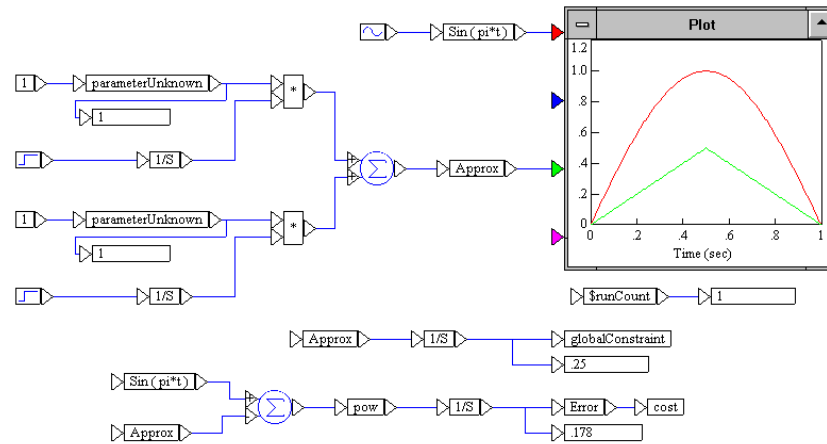 Plot
Sin ( pi*t)
1.2
1.0
.8
.6
.4
.2
0
0 .2 .4 .6 .8 1
Time (sec)
1 parameterUnknown
*
1
1/S
Σ
Approx
1 parameterUnknown
*
1
1/S
$runCount 1
Approx 1/S globalConstraint
.25
Sin ( pi*t)
Σ pow 1/S Error cost
Approx
.178